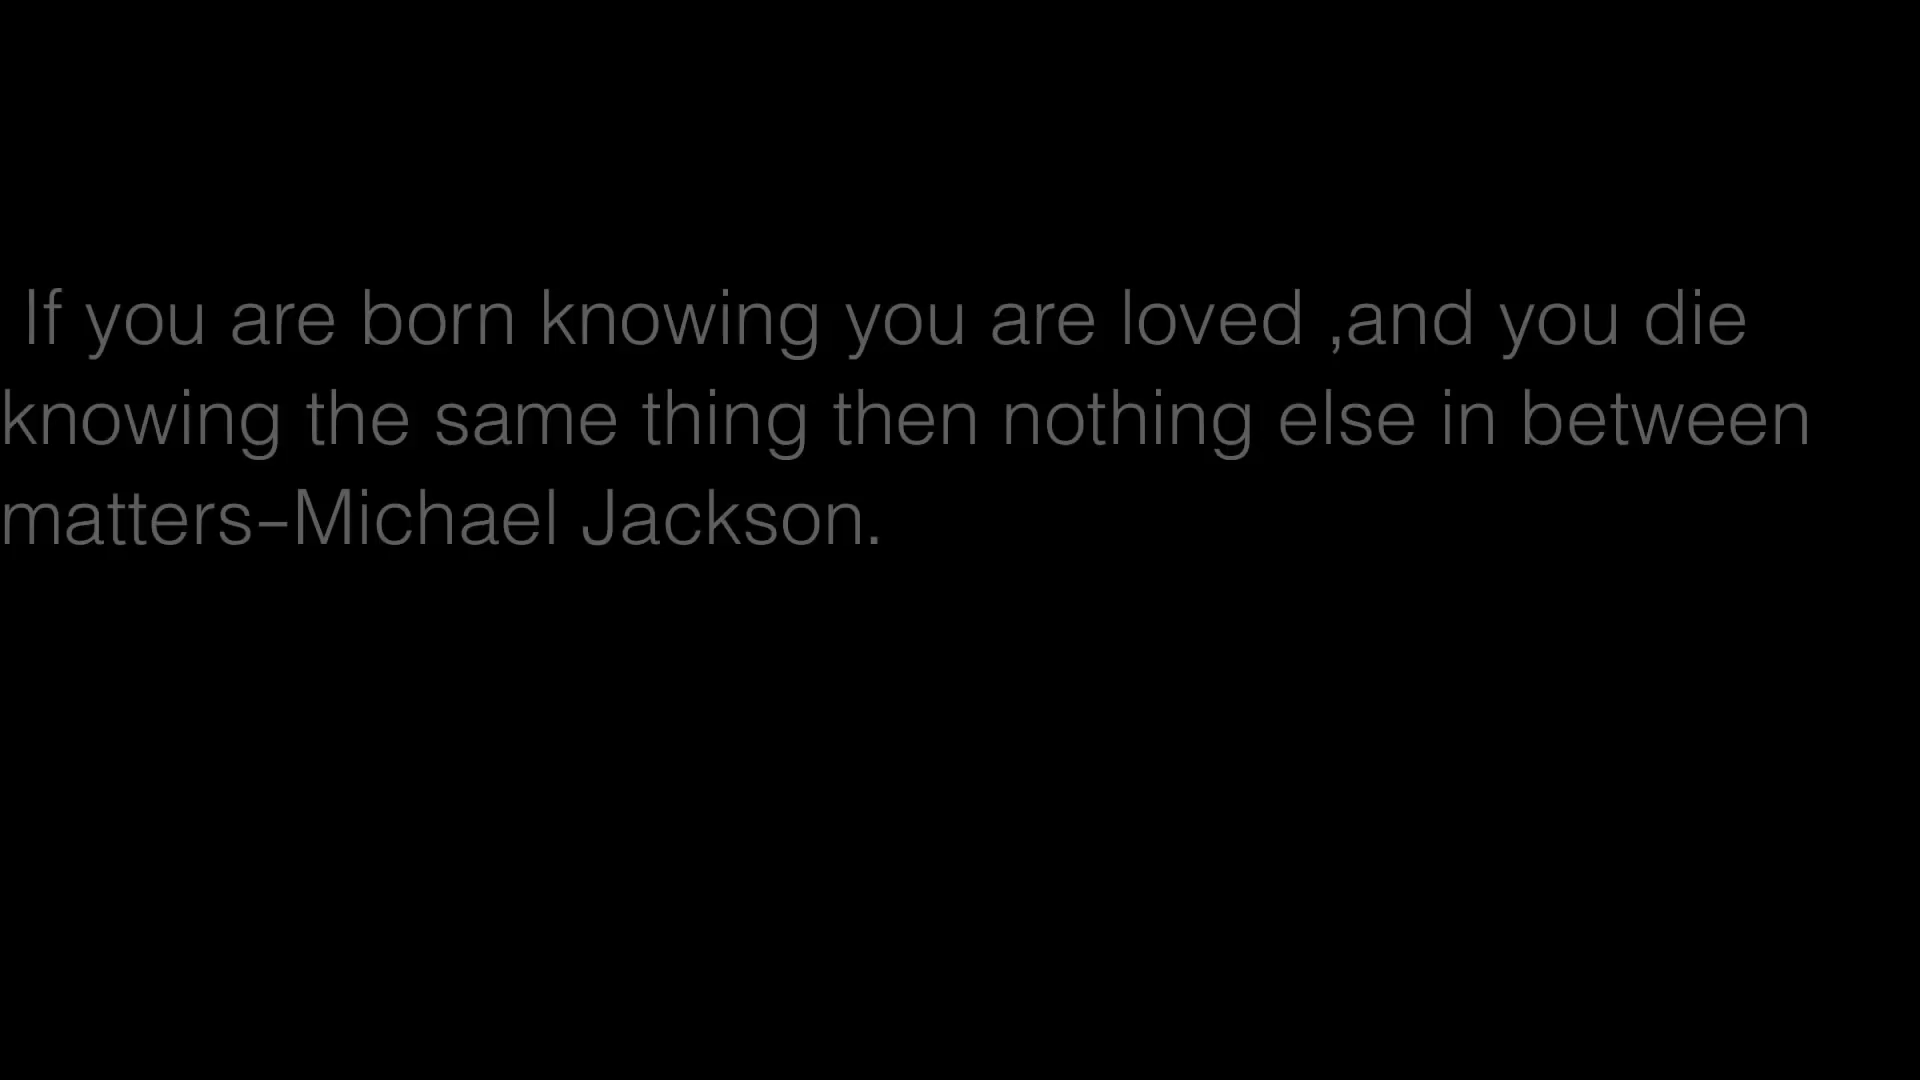 If you are born knowing you are loved ,and you die
knowing the same thing then nothing else in between
matters-Michael Jackson.